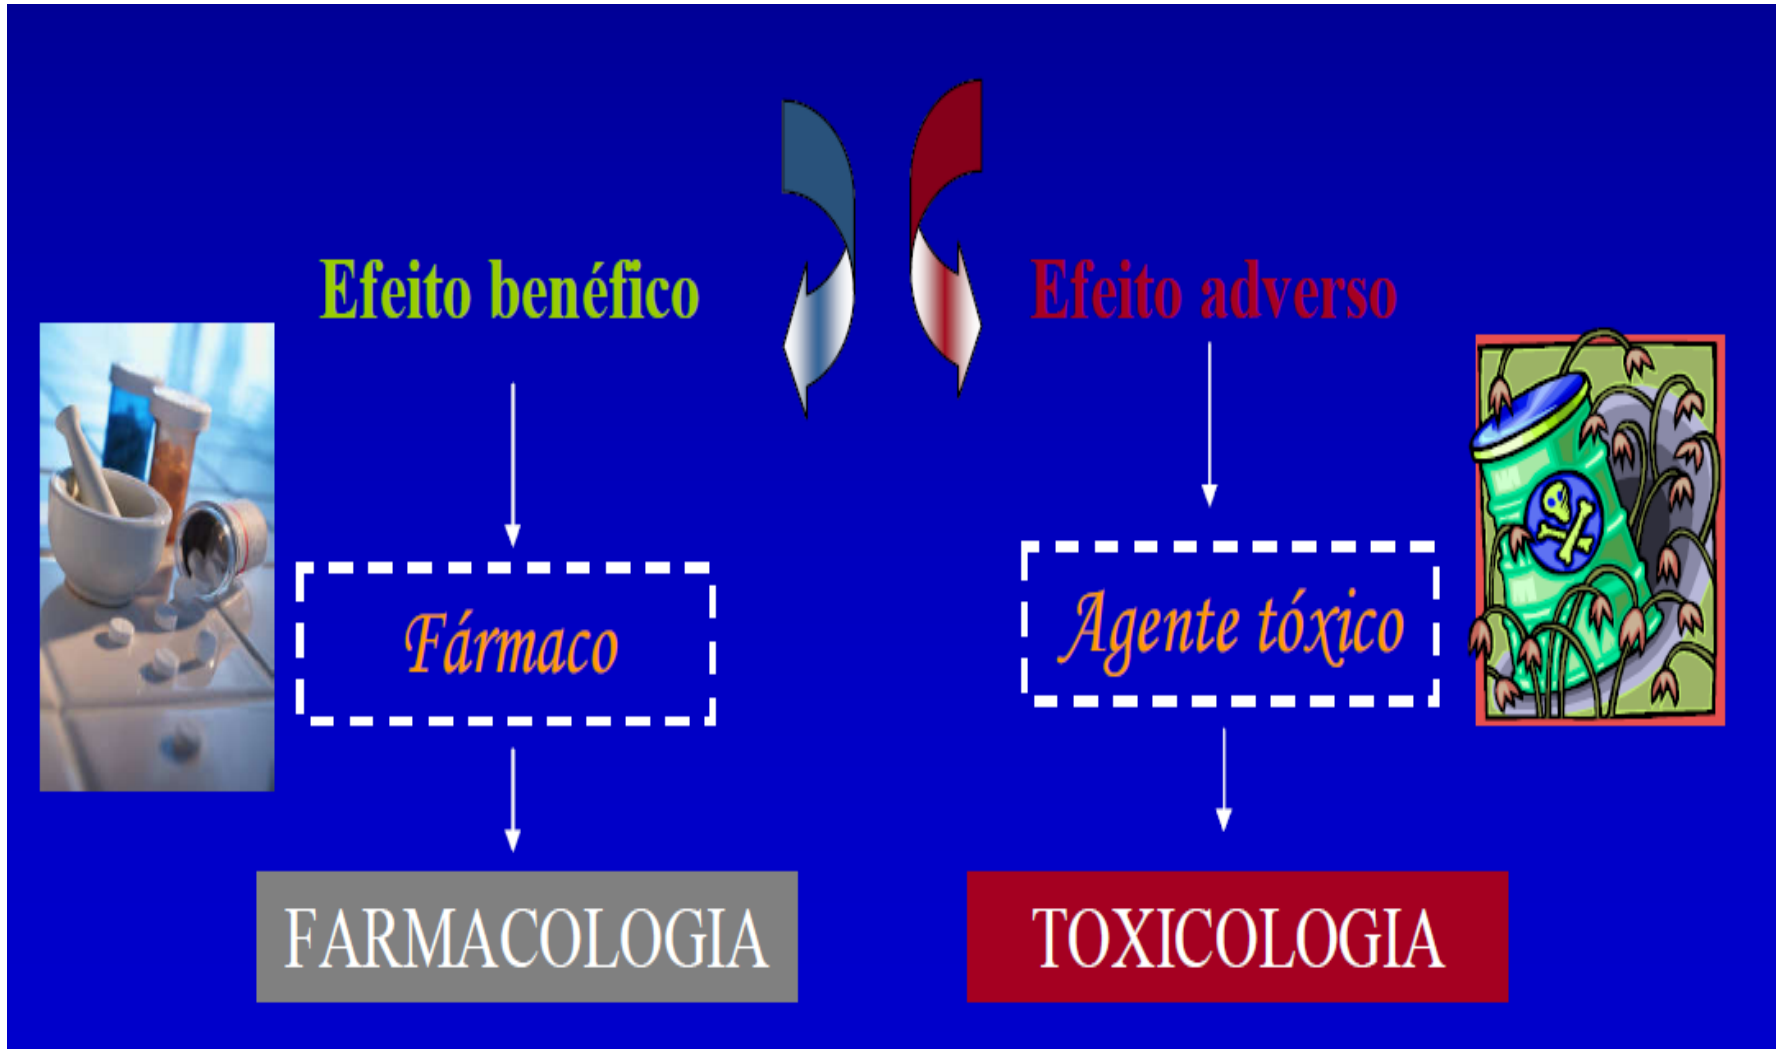 Efeito benéfico
Efeito adverso
Fármaco
Agente tóxico
FARMACOLOGIA
TOXICOLOGIA